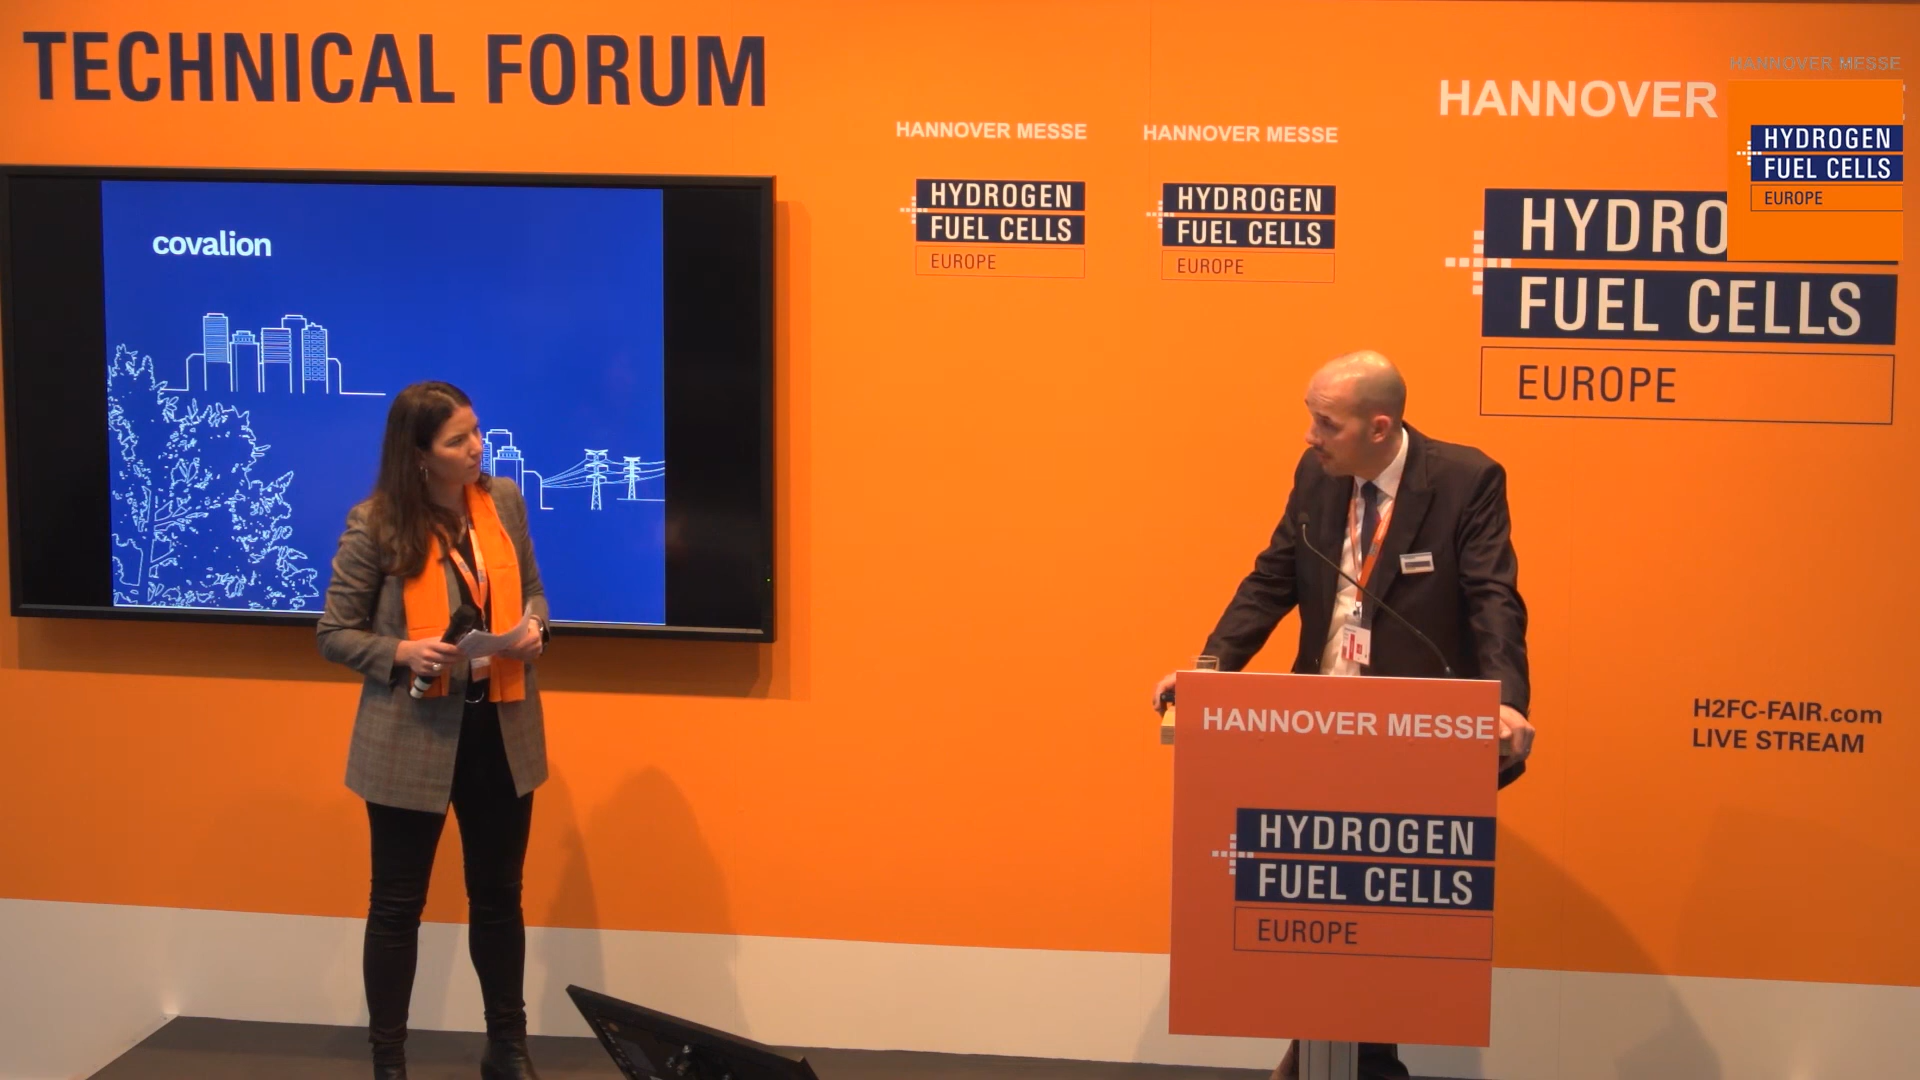 TECHNICAL FORUM
covalion
HANNOVER MESSE
HYDROGEN
FUEL CELLS
EUROPE
HANNOVER MESSE
HYDROGEN
FUEL CELLS
EUROPE
HANNOVER
HYDRO
FUEL CELLS
EUROPE
HANNOVER MESSE
HYDROGEN
FUEL CELLS
EUROPE
H2FC-FAIR.com
LIVE STREAM
HANNOVER MESSE
HYDROGEN
FUEL CELLS
EUROPE